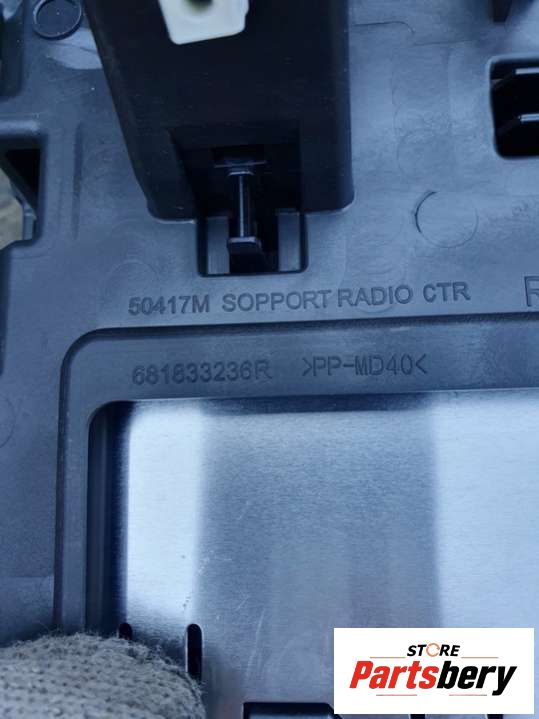 50417M SOPPORT RADIO CTR R
681833236R >PP-MD40<
STORE
Partsbery